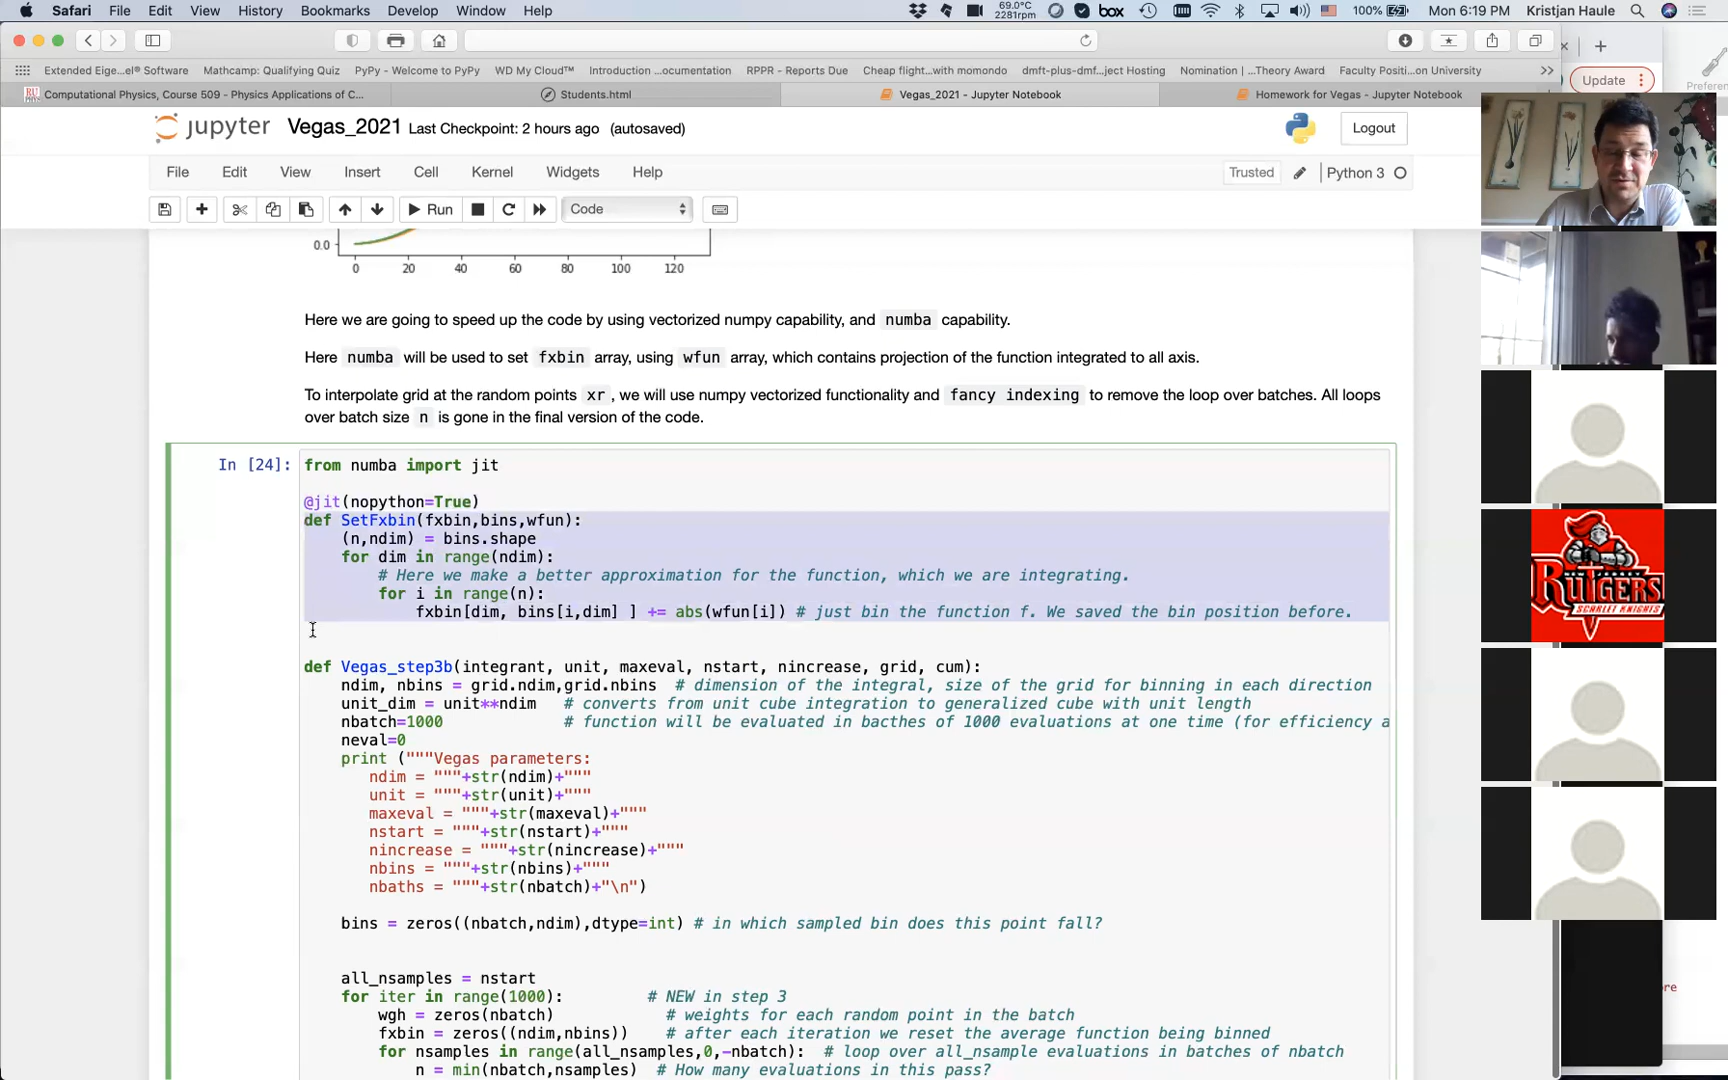 Safari File Edit View History Bookmarks Develop Window Help
69.0°C
2281rpm
box
100%
Mon 6:19 PM Kristjan Haule
Extended Eige...el® Software Mathcamp: Qualifying Quiz PyPy - Welcome to PyPy WD My Cloud™ Introduction ...ocumentation RPPR - Reports Due Cheap flight...with momondo dmft-plus-dmf...ject Hosting Nomination | ...Theory Award Faculty Positi...on University
Update
Preferen
RU
Computational Physics, Course 509 - Physics Applications of C... Students.html Vegas_2021 - Jupyter Notebook Homework for Vegas - Jupyter Notebook
jupyter Vegas_2021 Last Checkpoint: 2 hours ago (autosaved)
Logout
File Edit View Insert Cell Kernel Widgets Help
Trusted Python 3
Run Code
0.0
0 20 40 60 80 100 120
Here we are going to speed up the code by using vectorized numpy capability, and numba capability.
Here numba will be used to set fxbin array, using wfun array, which contains projection of the function integrated to all axis.
To interpolate grid at the random points xr , we will use numpy vectorized functionality and fancy indexing to remove the loop over batches. All loops
over batch size n is gone in the final version of the code.
In [24]: from numba import jit
@jit(nopython=True)
def SetFxbin(fxbin,bins,wfun):
(n,ndim) = bins.shape
for dim in range(ndim):
# Here we make a better approximation for the function, which we are integrating.
for i in range(n):
fxbin[dim, bins[i,dim] ] += abs(wfun[i]) # just bin the function f. We saved the bin position before.
def Vegas_step3b(integrant, unit, maxeval, nstart, nincrease, grid, cum):
ndim, nbins = grid.ndim,grid.nbins # dimension of the integral, size of the grid for binning in each direction
unit_dim = unit**ndim # converts from unit cube integration to generalized cube with unit length
nbatch=1000 # function will be evaluated in bacthes of 1000 evaluations at one time (for efficiency a
neval=0
print ("""Vegas parameters:
ndim = """+str(ndim)+"""
unit = """+str(unit)+"""
maxeval = """+str(maxeval)+"""
nstart = """+str(nstart)+"""
nincrease = """+str(nincrease)+"""
nbins = """+str(nbins)+"""
nbaths = """+str(nbatch)+"\n")
bins = zeros((nbatch,ndim),dtype=int) # in which sampled bin does this point fall?
all_nsamples = nstart
for iter in range(1000): # NEW in step 3
wgh = zeros(nbatch) # weights for each random point in the batch
fxbin = zeros((ndim,nbins)) # after each iteration we reset the average function being binned
for nsamples in range(all_nsamples,0,-nbatch): # loop over all_nsample evaluations in batches of nbatch
n = min(nbatch,nsamples) # How many evaluations in this pass?
RUTGERS
SCARLET KNIGHTS
ore